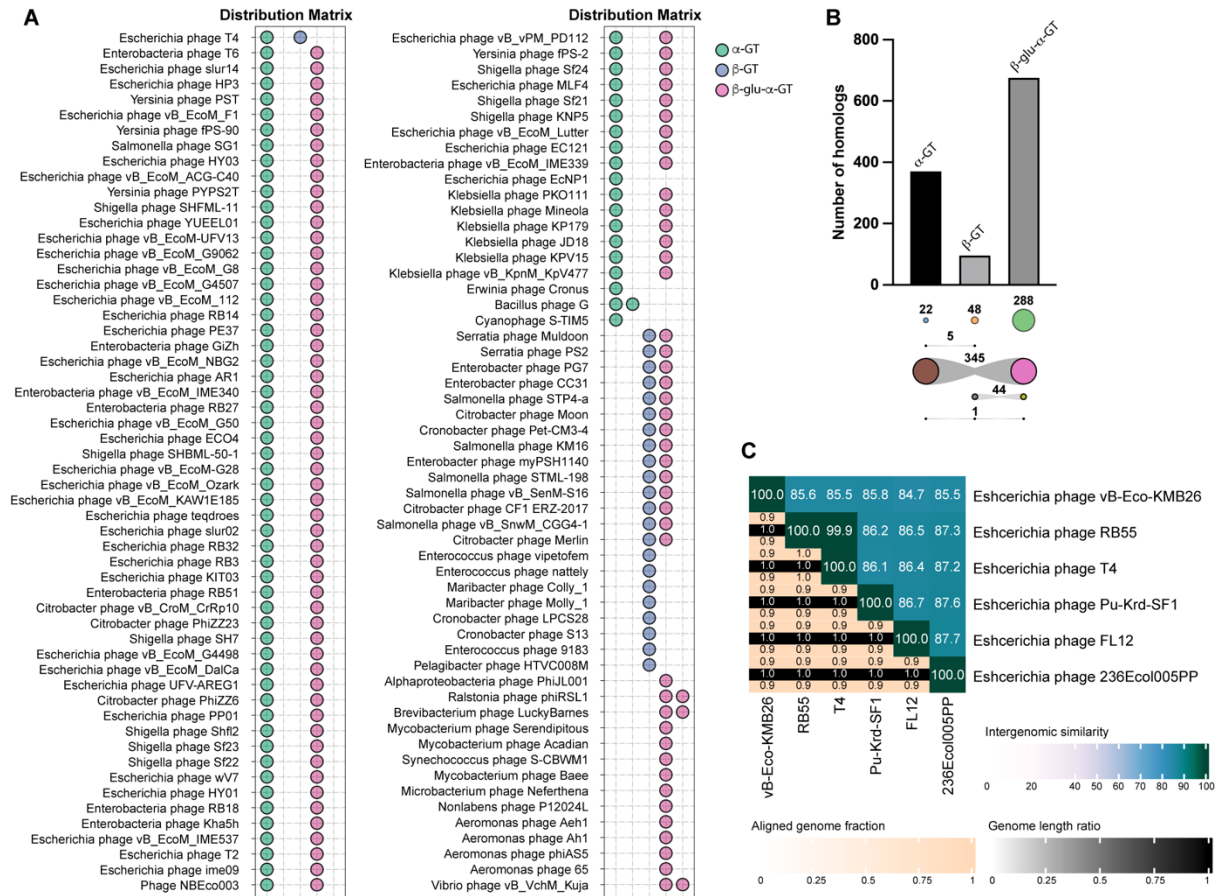 A
Distribution Matrix
Escherichia phage T4
Enterobacteria phage T6
Escherichia phage slur14
Escherichia phage HP3
Yersinia phage PST
Escherichia phage vB_EcoM_F1
Yersinia phage fPS-90
Salmonella phage SG1
Escherichia phage HY03
Escherichia phage vB_EcoM_ACG-C40
Yersinia phage PYPS2T
Shigella phage SHFML-11
Escherichia phage YUEEL01
Escherichia phage vB_EcoM-UFV13
Escherichia phage vB_EcoM_G9062
Escherichia phage vB_EcoM_G8
Escherichia phage vB_EcoM_G4507
Escherichia phage vB_EcoM_112
Escherichia phage RB14
Escherichia phage PE37
Enterobacteria phage GiZh
Escherichia phage vB_EcoM_NBG2
Escherichia phage AR1
Enterobacteria phage vB_EcoM_IME340
Enterobacteria phage RB27
Escherichia phage vB_EcoM_G50
Escherichia phage ECO4
Shigella phage SHBML-50-1
Escherichia phage vB_EcoM-G28
Escherichia phage vB_EcoM_Ozark
Escherichia phage vB_EcoM_KAW1E185
Escherichia phage teqdroes
Escherichia phage slur02
Escherichia phage RB32
Escherichia phage RB3
Escherichia phage KIT03
Enterobacteria phage RB51
Citrobacter phage vB_CroM_CrRp10
Citrobacter phage PhiZZ23
Shigella phage SH7
Escherichia phage vB_EcoM_G4498
Escherichia phage vB_EcoM_DalCa
Escherichia phage UFV-AREG1
Citrobacter phage PhiZZ6
Escherichia phage PP01
Shigella phage Shfl2
Shigella phage Sf23
Shigella phage Sf22
Escherichia phage wV7
Escherichia phage HY01
Enterobacteria phage RB18
Enterobacteria phage Kha5h
Escherichia phage vB_EcoM_IME537
Escherichia phage T2
Escherichia phage ime09
Phage NBEco003
Distribution Matrix
Escherichia phage vB_vPM_PD112
Yersinia phage fPS-2
Shigella phage Sf24
Escherichia phage MLF4
Shigella phage Sf21
Shigella phage KNP5
Escherichia phage vB_EcoM_Lutter
Escherichia phage EC121
Enterobacteria phage vB_EcoM_IME339
Escherichia phage EcNP1
Klebsiella phage PKO111
Klebsiella phage Mineola
Klebsiella phage KP179
Klebsiella phage JD18
Klebsiella phage KPV15
Klebsiella phage vB_KpnM_KpV477
Erwinia phage Cronus
Bacillus phage G
Cyanophage S-TIM5
Serratia phage Muldoon
Serratia phage PS2
Enterobacter phage PG7
Enterobacter phage CC31
Salmonella phage STP4-a
Citrobacter phage Moon
Cronobacter phage Pet-CM3-4
Salmonella phage KM16
Enterobacter phage myPSH1140
Salmonella phage STML-198
Salmonella phage vB_SenM-S16
Citrobacter phage CF1 ERZ-2017
Salmonella phage vB_SnwM_CGG4-1
Citrobacter phage Merlin
Enterococcus phage vipetofem
Enterococcus phage nattely
Maribacter phage Colly_1
Maribacter phage Molly_1
Cronobacter phage LPCS28
Cronobacter phage S13
Enterococcus phage 9183
Pelagibacter phage HTVC008M
Alphaproteobacteria phage PhiJL001
Ralstonia phage phiRSL1
Brevibacterium phage LuckyBarnes
Mycobacterium phage Serendipitous
Mycobacterium phage Acadian
Synechococcus phage S-CBWM1
Mycobacterium phage Baee
Microbacterium phage Neferthena
Nonlabens phage P12024L
Aeromonas phage Aeh1
Aeromonas phage Ah1
Aeromonas phage phiAS5
Aeromonas phage 65
Vibrio phage vB_VchM_Kuja
α-GT
β-GT
β-glu-α-GT
B
Number of homologs
800
600
400
200
0
α-GT
β-GT
β-glu-α-GT
22 48 288
5
345
44
1
C
100.0 85.6 85.5 85.8 84.7 85.5 Eshcerichia phage vB-Eco-KMB26
0.9
1.0 100.0 99.9 86.2 86.5 87.3 Eshcerichia phage RB55
0.9
0.9 1.0
1.0 1.0 100.0 86.1 86.4 87.2 Eshcerichia phage T4
0.9 1.0
0.9 0.9 0.9
1.0 1.0 1.0 100.0 86.7 87.6 Eshcerichia phage Pu-Krd-SF1
0.9 0.9 0.9
0.9 0.9 0.9 0.9
1.0 1.0 1.0 1.0 100.0 87.7 Eshcerichia phage FL12
0.9 0.9 0.9 0.9
0.9 0.9 0.9 0.9 0.9
1.0 1.0 1.0 1.0 1.0 100.0 Eshcerichia phage 236Ecol005PP
0.9 0.9 0.9 0.9 0.9
vB-Eco-KMB26
RB55
T4
Pu-Krd-SF1
FL12
236Ecol005PP
Intergenomic similarity
0 10 20 30 40 50 60 70 80 90 100
Aligned genome fraction
0 0.25 0.5 0.75 1
Genome length ratio
0 0.25 0.5 0.75 1